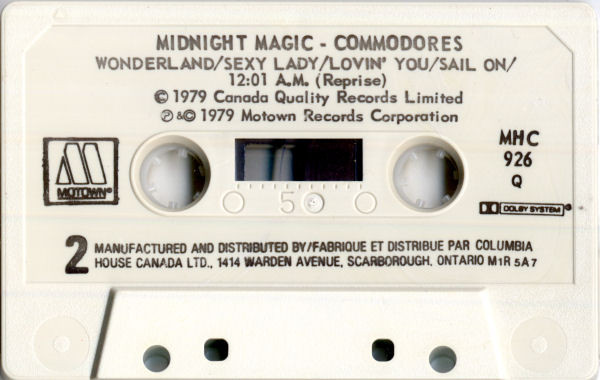 MIDNIGHT MAGIC - COMMODORES
WONDERLAND/SEXY LADY/LOVIN' YOU/SAIL ON/
12:01 A.M. (Reprise)
© 1979 Canada Quality Records Limited
℗ &© 1979 Motown Records Corporation
MHC
926
Q
M
MOTOWN®
50
DOLBY SYSTEM®
2
MANUFACTURED AND DISTRIBUTED BY/FABRIQUE ET DISTRIBUE PAR COLUMBIA
HOUSE CANADA LTD., 1414 WARDEN AVENUE, SCARBOROUGH, ONTARIO M1R 5A7